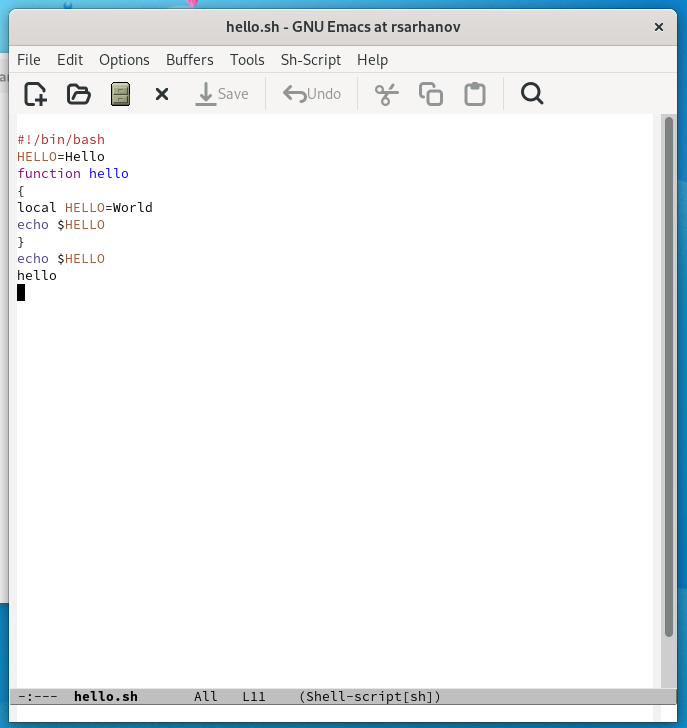 hello.sh - GNU Emacs at rsarhanov
File Edit Options Buffers Tools Sh-Script Help
Save Undo
#!/bin/bash
HELLO=Hello
function hello
{
local HELLO=World
echo $HELLO
}
echo $HELLO
hello
-:--- hello.sh All L11 (Shell-script[sh])